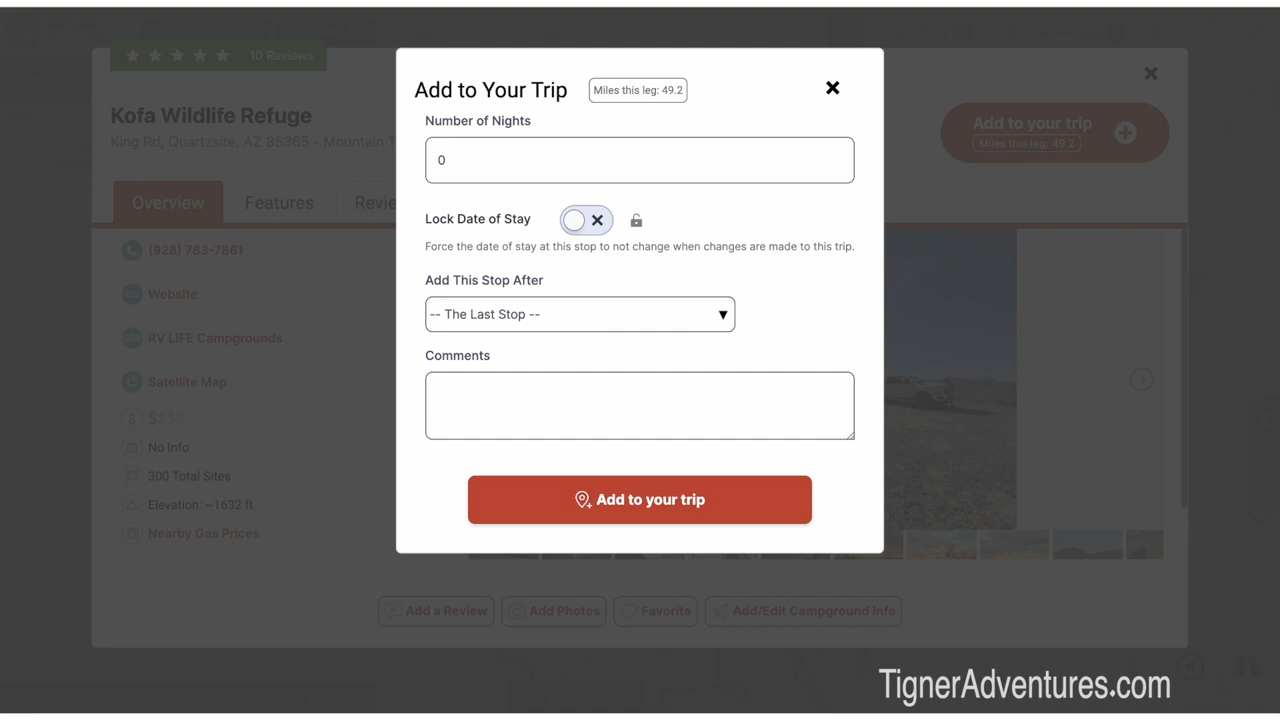 10 Reviews
Kofa Wildlife Refuge
King Rd, Quartzsite, AZ 85365 - Mountain T
Add to your trip
Miles this leg: 49.2
Overview
Features
Revie
(928) 783-7861
Website
RV LIFE Campgrounds
Satellite Map
$$$$
No Info
300 Total Sites
Elevation: ~1632 ft
Nearby Gas Prices
Add to Your Trip
Miles this leg: 49.2
Number of Nights
0
Lock Date of Stay
Force the date of stay at this stop to not change when changes are made to this trip.
Add This Stop After
-- The Last Stop --
Comments
Add to your trip
Add a Review
Add Photos
Favorite
Add/Edit Campground Info
TignerAdventures.com